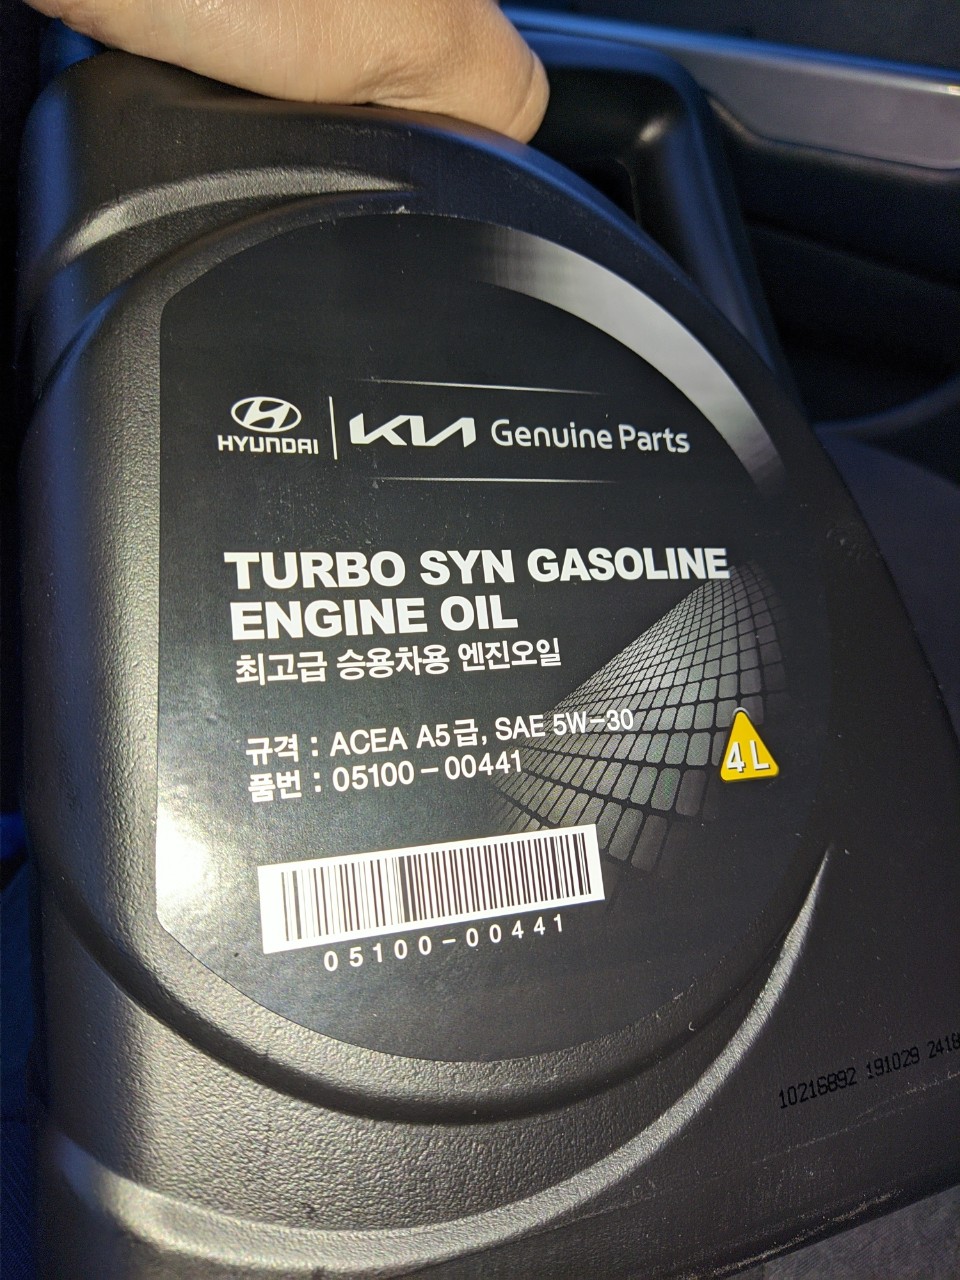 HYUNDAI KIA Genuine Parts
TURBO SYN GASOLINE
ENGINE OIL
최고급 승용차용 엔진오일
규격 : ACEA A5급, SAE 5W-30
품번 : 05100-00441
4L
05100-00441
10216892 191029